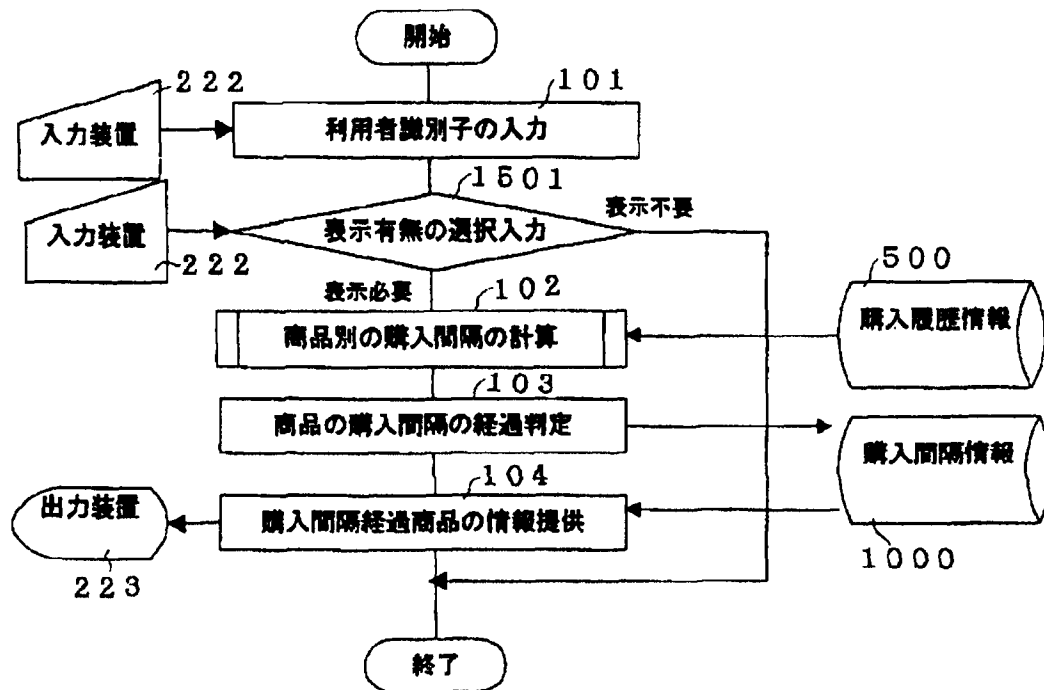 開始
222
101
入力装置
利用者識別子の入力
1501
表示不要
入力装置
表示有無の選択入力
222
500
表示必要
102
購入履歴情報
商品別の購入間隔の計算
103
商品の購入間隔の経過判定
購入間隔情報
104
出力装置
購入間隔経過商品の情報提供
223
1000
終了